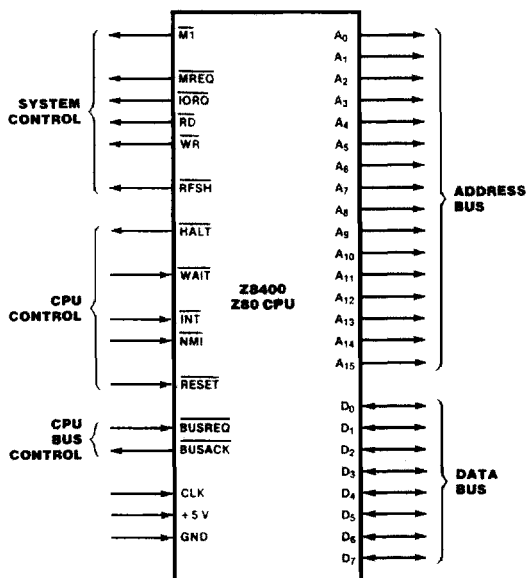 SYSTEM
CONTROL
M1
MREQ
IORQ
RD
WR
RFSH
CPU
CONTROL
HALT
WAIT
INT
NMI
RESET
CPU
BUS
CONTROL
BUSREQ
BUSACK
CLK
+5 V
GND
Z8400
Z80 CPU
A0
A1
A2
A3
A4
A5
A6
A7
A8
A9
A10
A11
A12
A13
A14
A15
ADDRESS
BUS
D0
D1
D2
D3
D4
D5
D6
D7
DATA
BUS